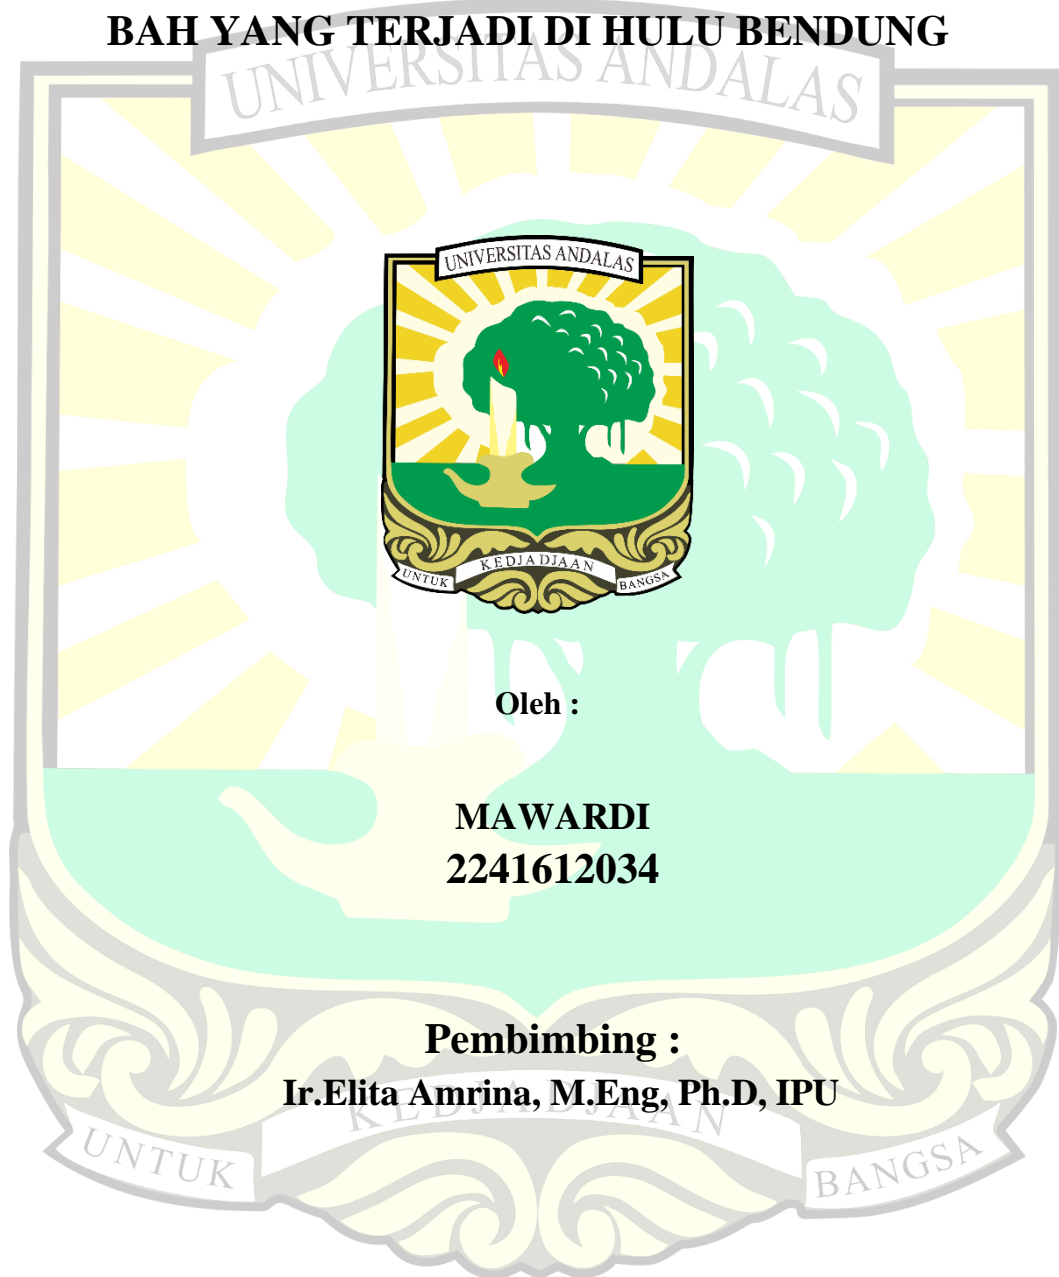 BAH YANG TERJADI DI HULU BENDUNG
UNIVERSITAS ANDALAS
UNIVERSITAS ANDALAS
UNTUK KEDJADJAAN BANGSA
Oleh :
MAWARDI
2241612034
Pembimbing :
Ir.Elita Amrina, M.Eng, Ph.D, IPU
UNTUK KEDJADJAAN BANGSA